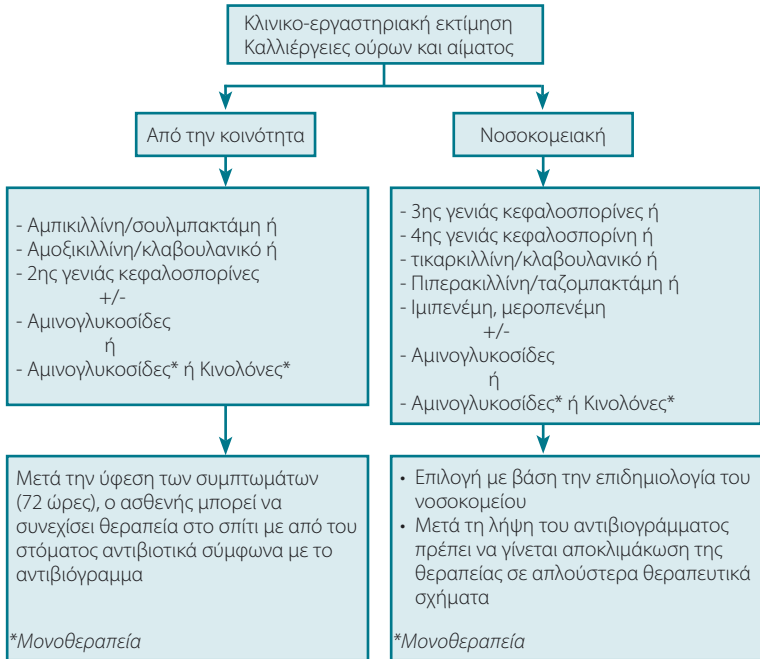 Κλινικο-εργαστηριακή εκτίμηση
Καλλιέργειες ούρων και αίματος
Από την κοινότητα
Νοσοκομειακή
- Αμπικιλλίνη/σουλμπακτάμη ή
- Αμοξικιλλίνη/κλαβουλανικό ή
- 2ης γενιάς κεφαλοσπορίνες
+/-
- Αμινογλυκοσίδες
ή
- Αμινογλυκοσίδες* ή Κινολόνες*
- 3ης γενιάς κεφαλοσπορίνες ή
- 4ης γενιάς κεφαλοσπορίνη ή
- τικαρκιλλίνη/κλαβουλανικό ή
- Πιπερακιλλίνη/ταζομπακτάμη ή
- Ιμιπενέμη, μεροπενέμη
+/-
- Αμινογλυκοσίδες
ή
- Αμινογλυκοσίδες* ή Κινολόνες*
Μετά την ύφεση των συμπτωμάτων
(72 ώρες), ο ασθενής μπορεί να
συνεχίσει θεραπεία στο σπίτι με από του
στόματος αντιβιοτικά σύμφωνα με το
αντιβιόγραμμα
*Μονοθεραπεία
• Επιλογή με βάση την επιδημιολογία του
νοσοκομείου
• Μετά τη λήψη του αντιβιογράμματος
πρέπει να γίνεται αποκλιμάκωση της
θεραπείας σε απλούστερα θεραπευτικά
σχήματα
*Μονοθεραπεία